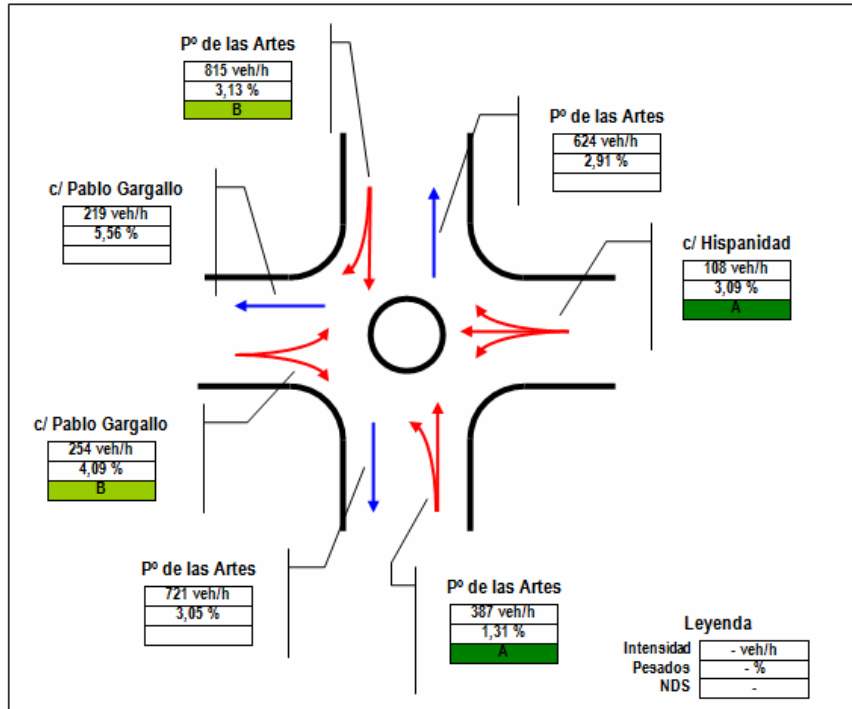 Pº de las Artes
815 veh/h
3,13 %
B
Pº de las Artes
624 veh/h
2,91 %
c/ Pablo Gargallo
219 veh/h
5,56 %
c/ Hispanidad
108 veh/h
3,09 %
A
c/ Pablo Gargallo
254 veh/h
4,09 %
B
Pº de las Artes
721 veh/h
3,05 %
Pº de las Artes
387 veh/h
1,31 %
A
Leyenda
Intensidad - veh/h
Pesados - %
NDS -